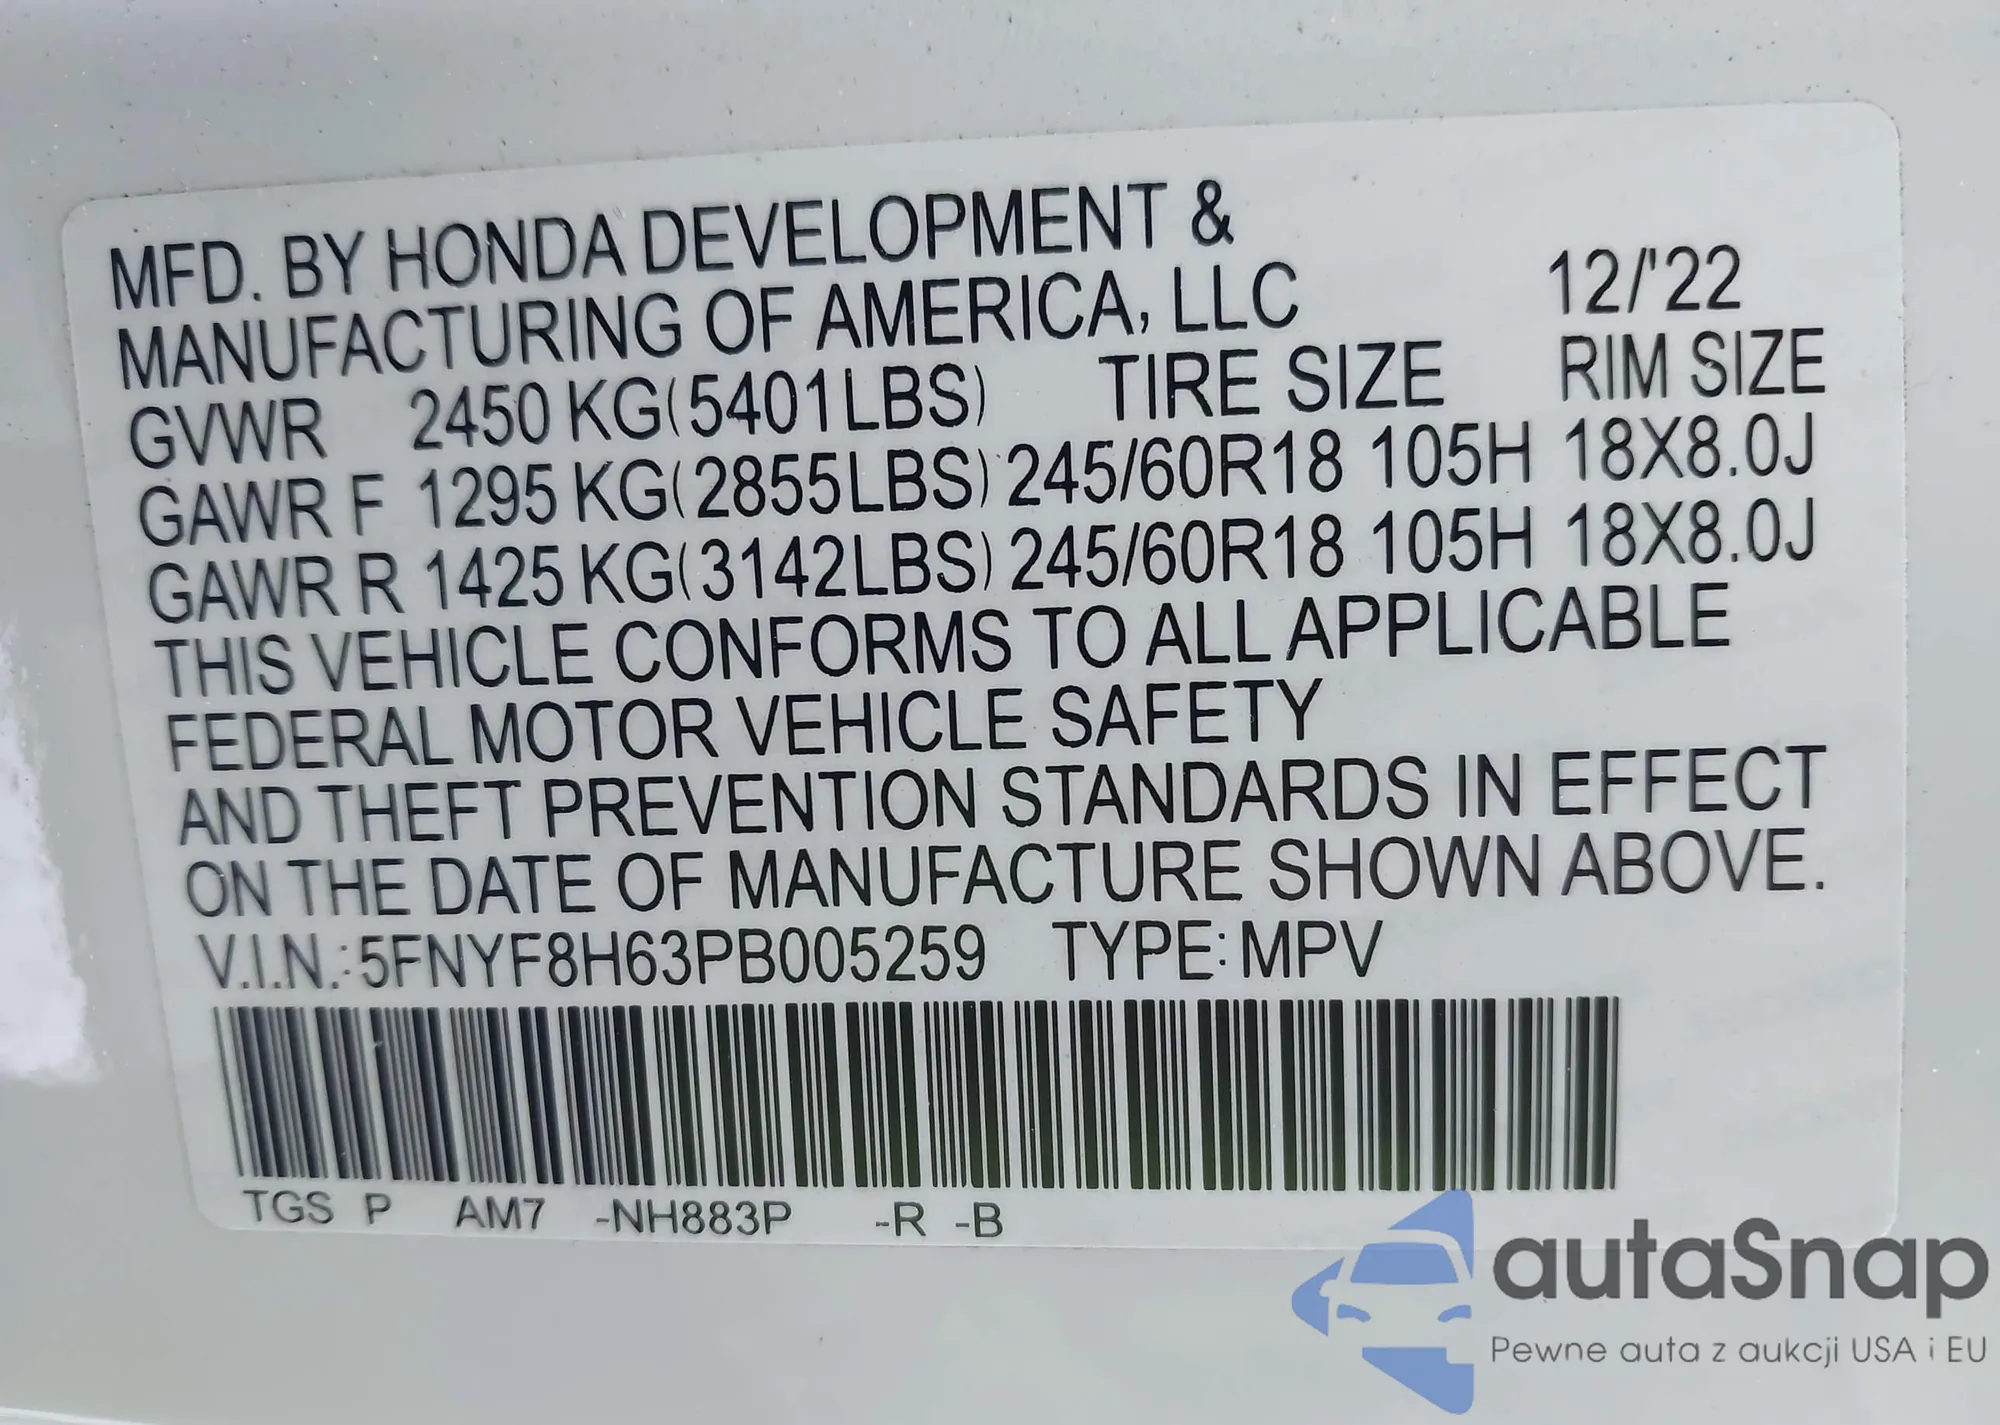 MFD. BY HONDA DEVELOPMENT &
MANUFACTURING OF AMERICA, LLC 12/'22
GVWR 2450 KG(5401LBS) TIRE SIZE RIM SIZE
GAWR F 1295 KG(2855LBS) 245/60R18 105H 18X8.0J
GAWR R 1425 KG(3142LBS) 245/60R18 105H 18X8.0J
THIS VEHICLE CONFORMS TO ALL APPLICABLE
FEDERAL MOTOR VEHICLE SAFETY
AND THEFT PREVENTION STANDARDS IN EFFECT
ON THE DATE OF MANUFACTURE SHOWN ABOVE.
V.I.N.: 5FNYF8H63PB005259 TYPE: MPV
TGS P AM7 -NH883P -R -B
autaSnap
Pewne auta z aukcji USA i EU